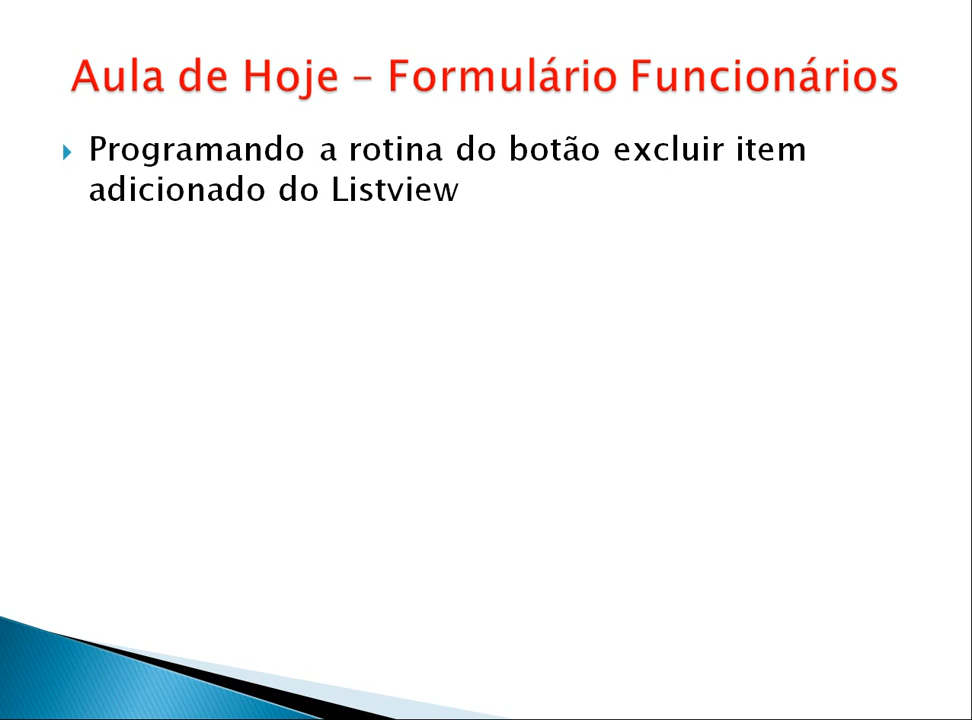 Aula de Hoje – Formulário Funcionários
Programando a rotina do botão excluir item
adicionado do Listview